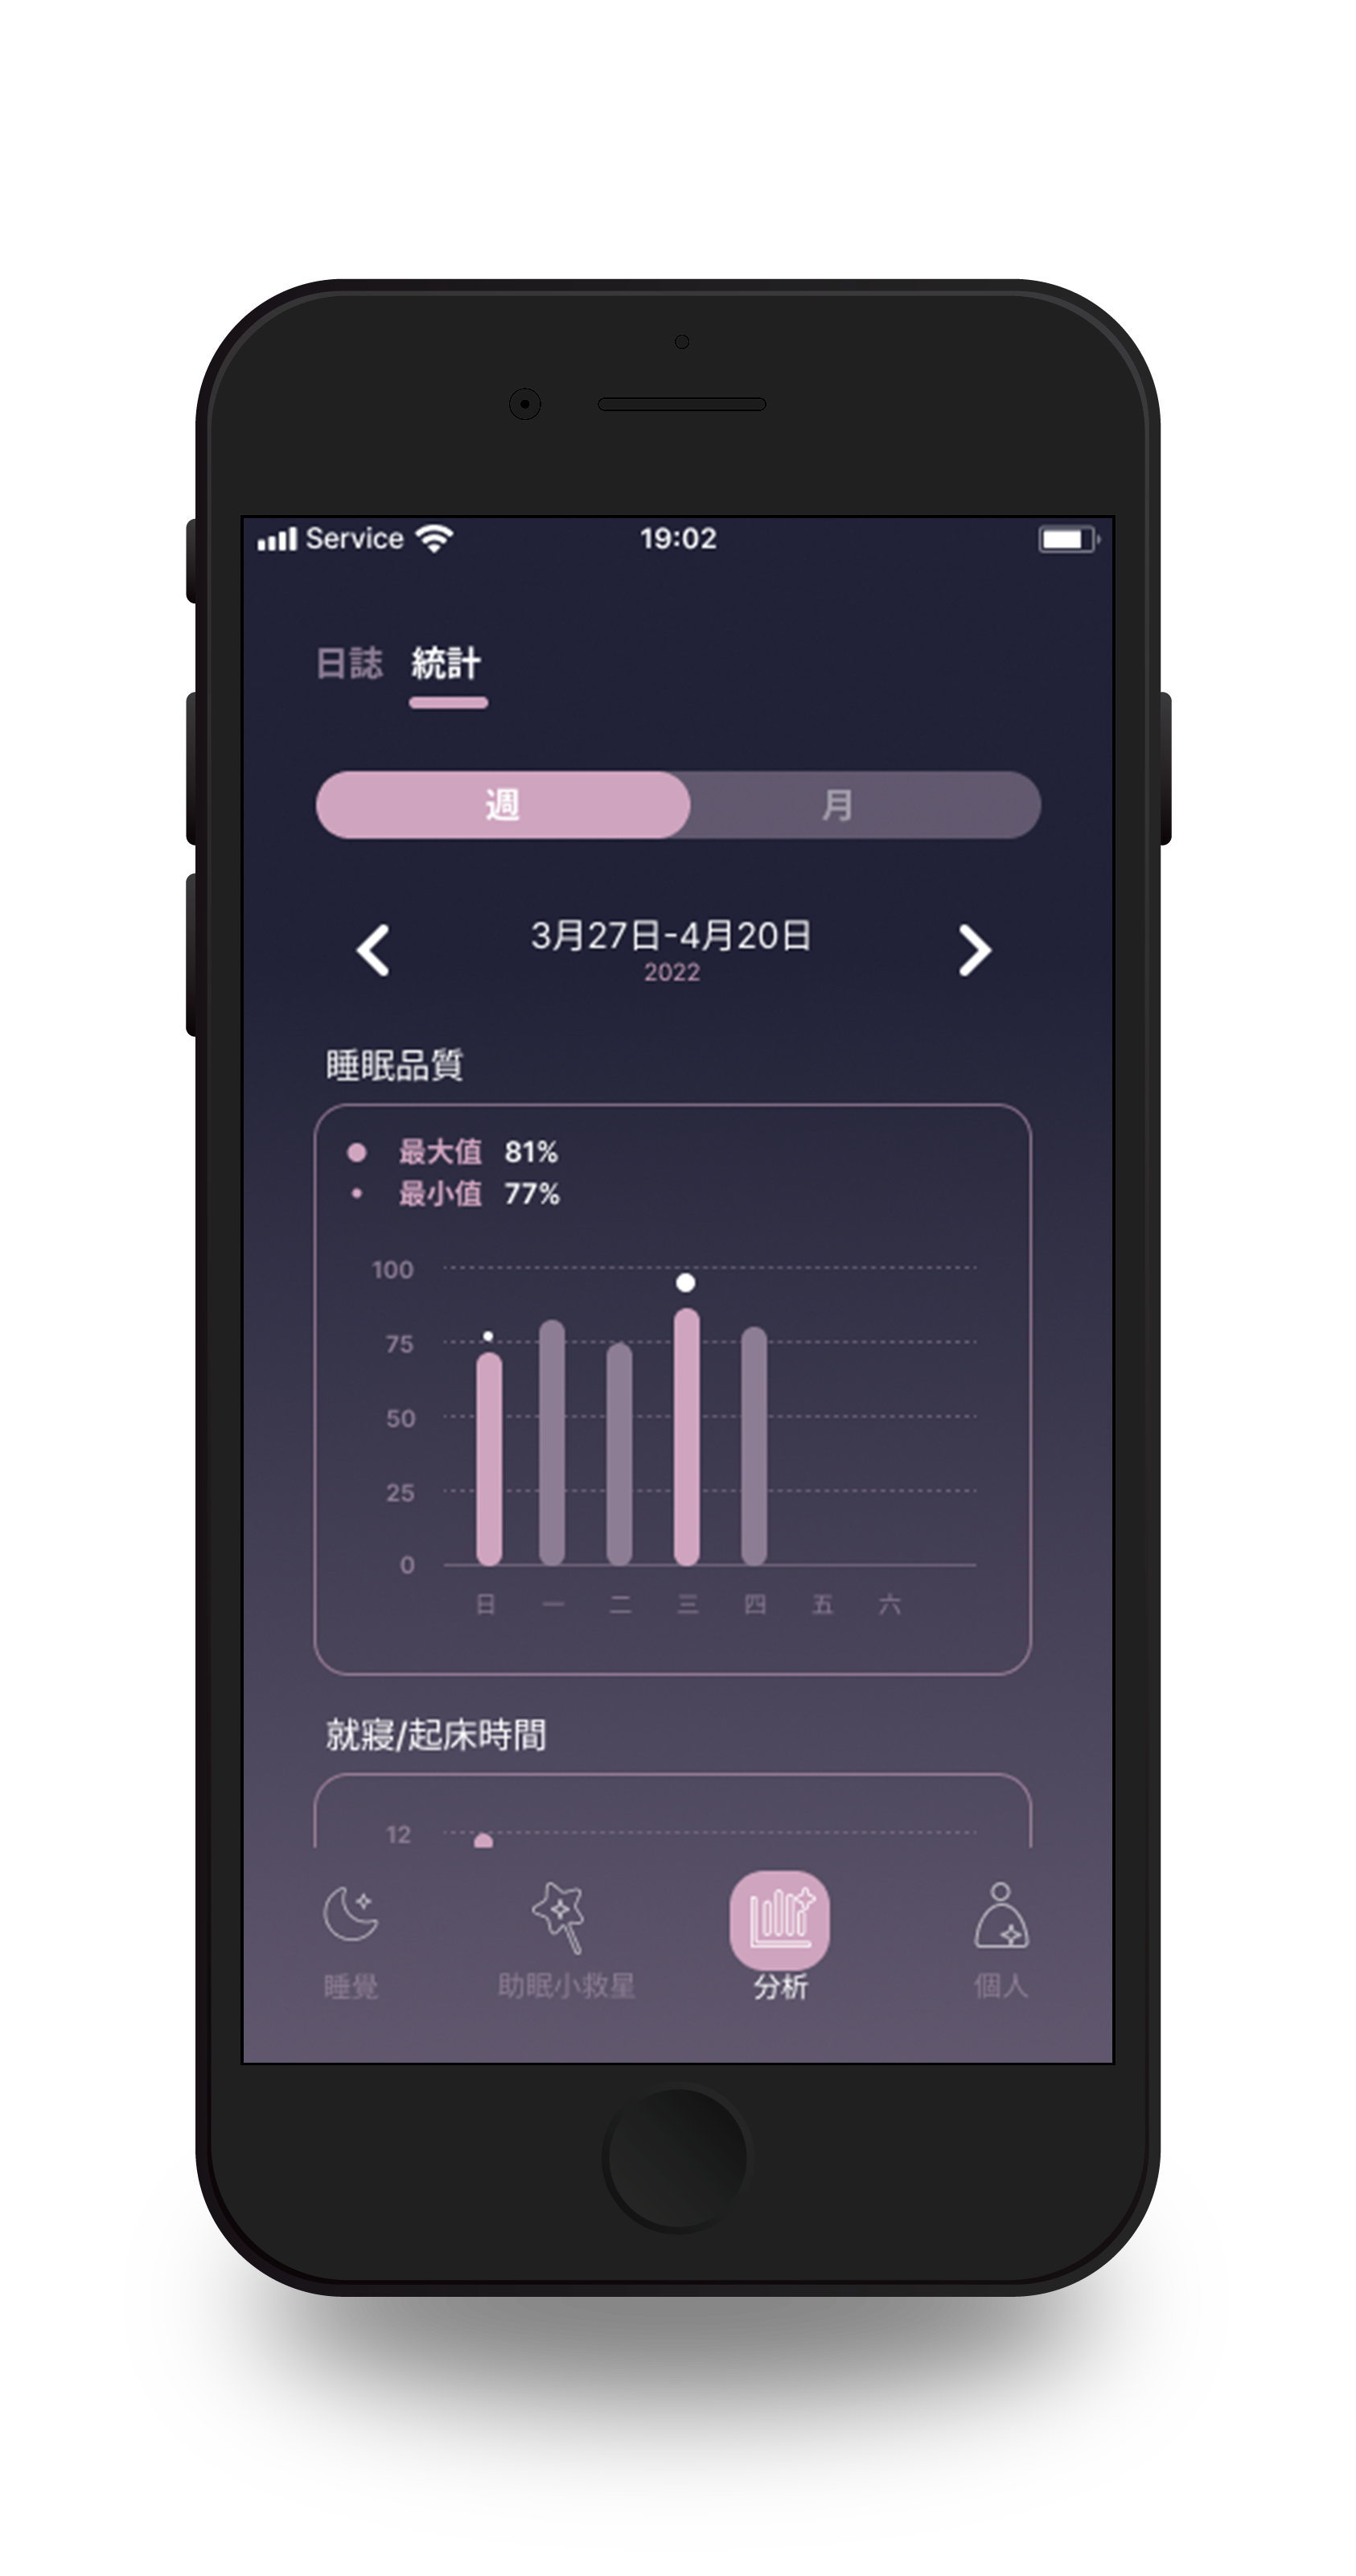 Service 19:02
日誌 統計
週 月
3月27日-4月20日
2022
睡眠品質
最大值 81%
最小值 77%
100
75
50
25
0
日 一 二 三 四 五 六
就寢/起床時間
12
睡覺 助眠小救星 分析 個人